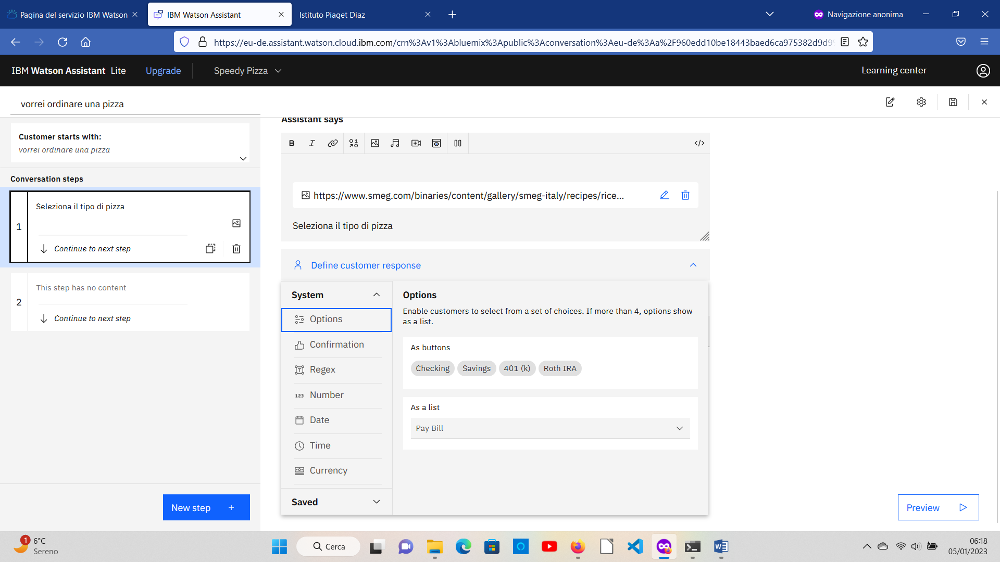 Pagina del servizio IBM Watson
IBM Watson Assistant
Istituto Piaget Diaz
Navigazione anonima
https://eu-de.assistant.watson.cloud.ibm.com/crn%3Av1%3Abluemix%3Apublic%3Aconversation%3Aeu-de%3Aa%2F960edd10be18443baed6ca975382d9d9
IBM Watson Assistant Lite
Upgrade
Speedy Pizza
Learning center
vorrei ordinare una pizza
Customer starts with:
vorrei ordinare una pizza
Conversation steps
1
Seleziona il tipo di pizza
Continue to next step
2
This step has no content
Continue to next step
New step +
Assistant says
B I
</>
https://www.smeg.com/binaries/content/gallery/smeg-italy/recipes/rice...
Seleziona il tipo di pizza
Define customer response
System
Options
Confirmation
Regex
Number
Date
Time
Currency
Saved
Options
Enable customers to select from a set of choices. If more than 4, options show
as a list.
As buttons
Checking
Savings
401 (k)
Roth IRA
As a list
Pay Bill
Preview
1
6°C
Sereno
Cerca
06:18
05/01/2023